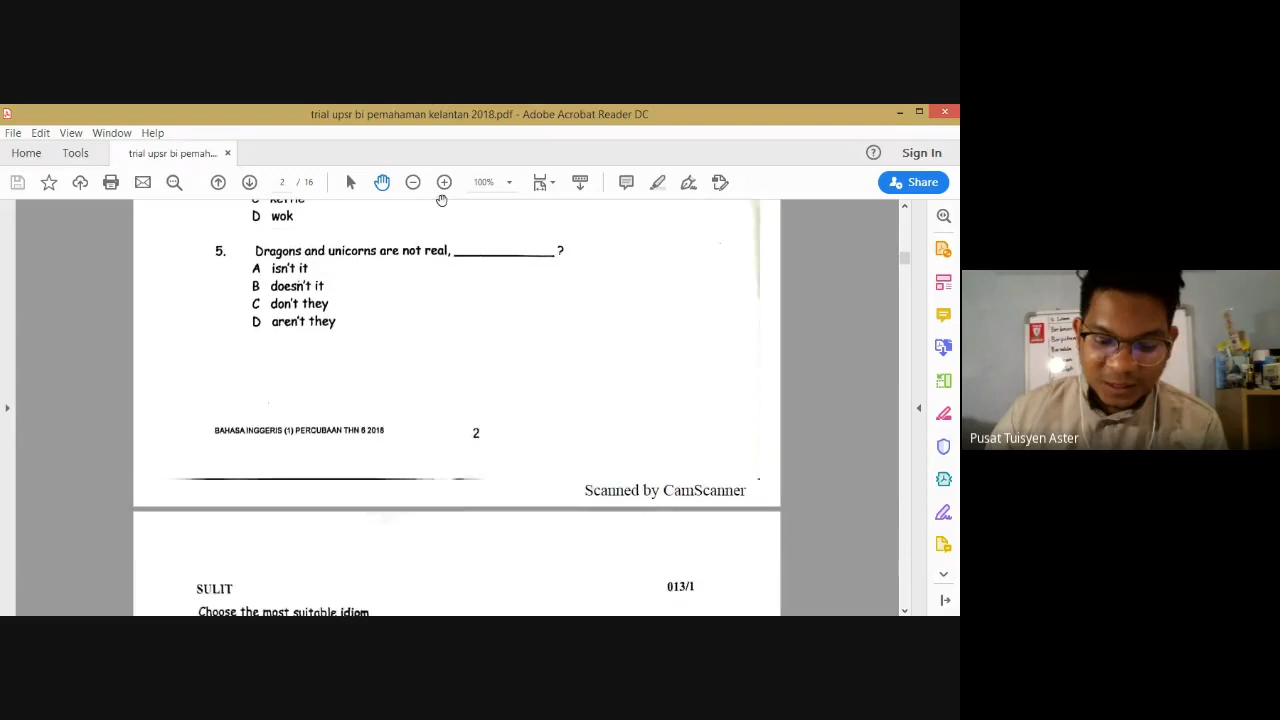 trial upsr bi pemahaman kelantan 2018.pdf - Adobe Acrobat Reader DC
File Edit View Window Help
Home Tools trial upsr bi pemah... × Sign In
2 / 16 100% Share
C kettle
D wok
5. Dragons and unicorns are not real, ____________ ?
A isn't it
B doesn't it
C don't they
D aren't they
BAHASA INGGERIS (1) PERCUBAAN THN 6 2018 2
Scanned by CamScanner
SULIT 013/1
Choose the most suitable idiom
Pusat Tuisyen Aster